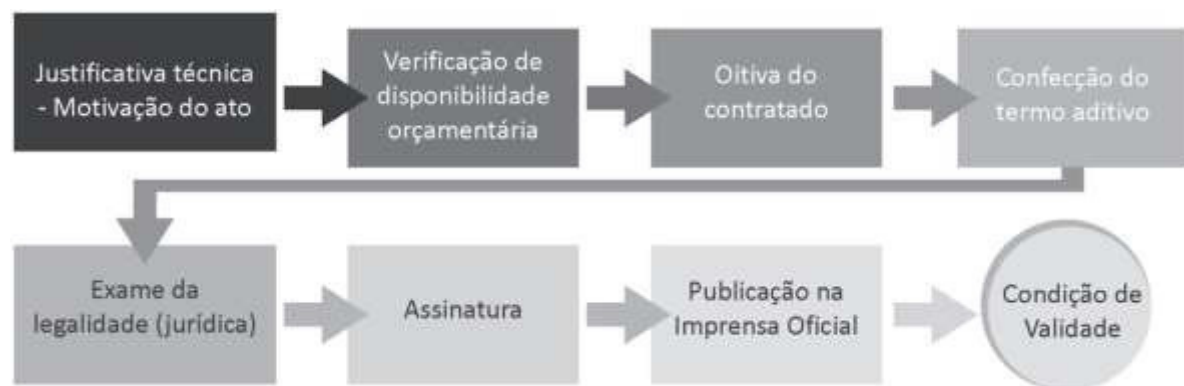 Justificativa técnica
- Motivação do ato
Verificação de
disponibilidade
orçamentária
Oitiva do
contratado
Confecção do
termo aditivo
Exame da
legalidade (jurídica)
Assinatura
Publicação na
Imprensa Oficial
Condição de
Validade